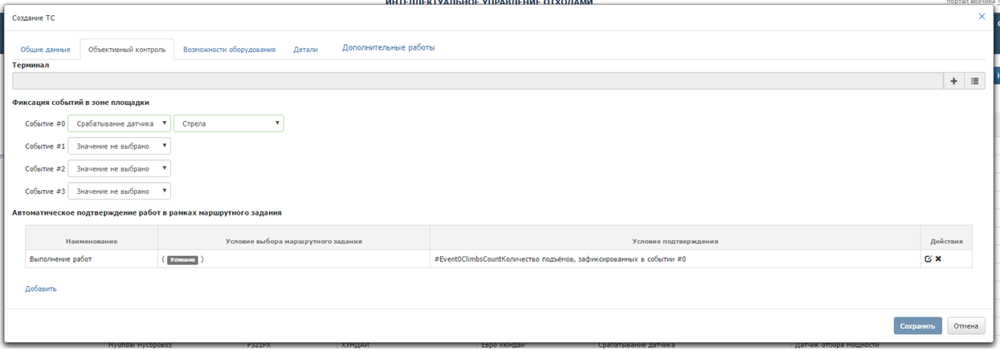 ИНТЕЛЛЕКТУАЛЬНОЕ УПРАВЛЕНИЕ ОТХОДАМИ
портал возчика
Создание ТС
Общие данные Объективный контроль Возможности оборудования Детали Дополнительные работы
Терминал
Фиксация событий в зоне площадки
Событие #0 Срабатывание датчика Стрела
Событие #1 Значение не выбрано
Событие #2 Значение не выбрано
Событие #3 Значение не выбрано
Автоматическое подтверждение работ в рамках маршрутного задания
Наименование Условие выбора маршрутного задания Условие подтверждения Действия
Выполнение работ ( Успешно ) #Event0ClimbsCountКоличество подъёмов, зафиксированных в событии #0
Добавить
Сохранить Отмена
Hyundai Мусоровоз Р321РХ ХУНДАЙ Евро хюндай Срабатывание датчика Датчик отбора мощности